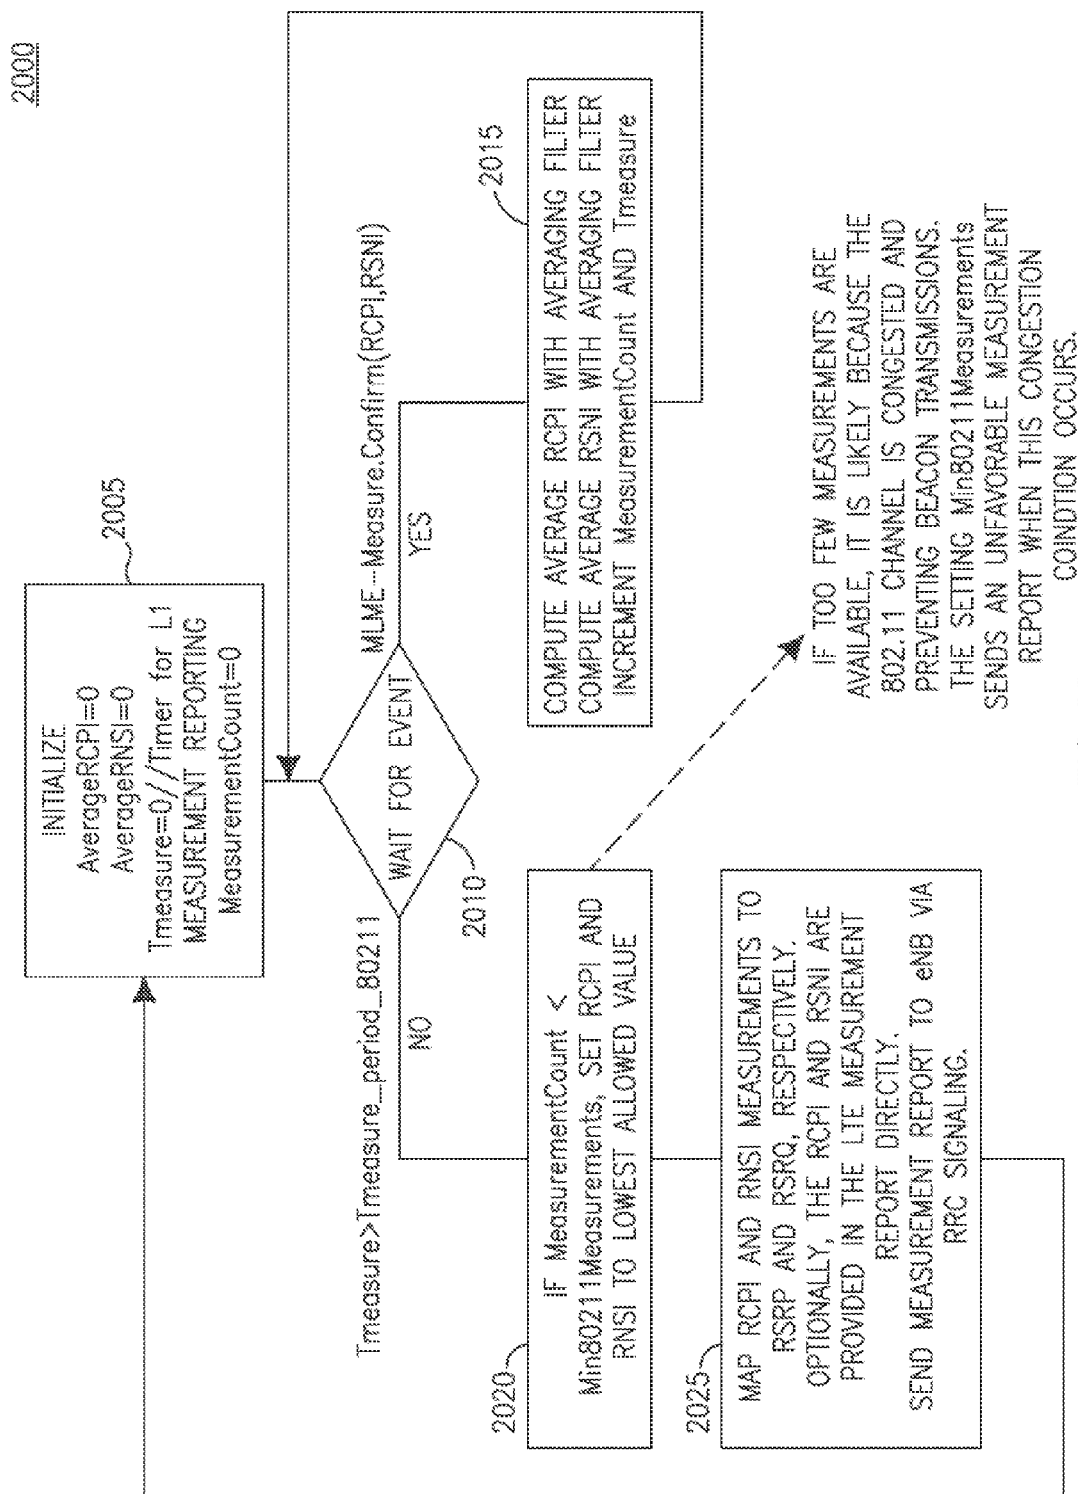 2000
2005
INITIALIZE
AverageRCPI=0
AverageRNSI=0
Tmeasure=0//Timer for L1
MEASUREMENT REPORTING
MeasurementCount=0
Tmeasure>Tmeasure_period_80211
MLME-Measure.Confirm(RCPI,RSNI)
WAIT FOR EVENT
2010
NO
YES
2015
COMPUTE AVERAGE RCPI WITH AVERAGING FILTER
COMPUTE AVERAGE RSNI WITH AVERAGING FILTER
INCREMENT MeasurementCount AND Tmeasure
2020
IF MeasurementCount <
Min80211Measurements, SET RCPI AND
RNSI TO LOWEST ALLOWED VALUE
2025
MAP RCPI AND RNSI MEASUREMENTS TO
RSRP AND RSRQ, RESPECTIVELY.
OPTIONALLY, THE RCPI AND RSNI ARE
PROVIDED IN THE LTE MEASUREMENT
REPORT DIRECTLY.
SEND MEASUREMENT REPORT TO eNB VIA
RRC SIGNALING.
IF TOO FEW MEASUREMENTS ARE
AVAILABLE, IT IS LIKELY BECAUSE THE
802.11 CHANNEL IS CONGESTED AND
PREVENTING BEACON TRANSMISSIONS.
THE SETTING Min80211Measurements
SENDS AN UNFAVORABLE MEASUREMENT
REPORT WHEN THIS CONGESTION
COINDTION OCCURS.